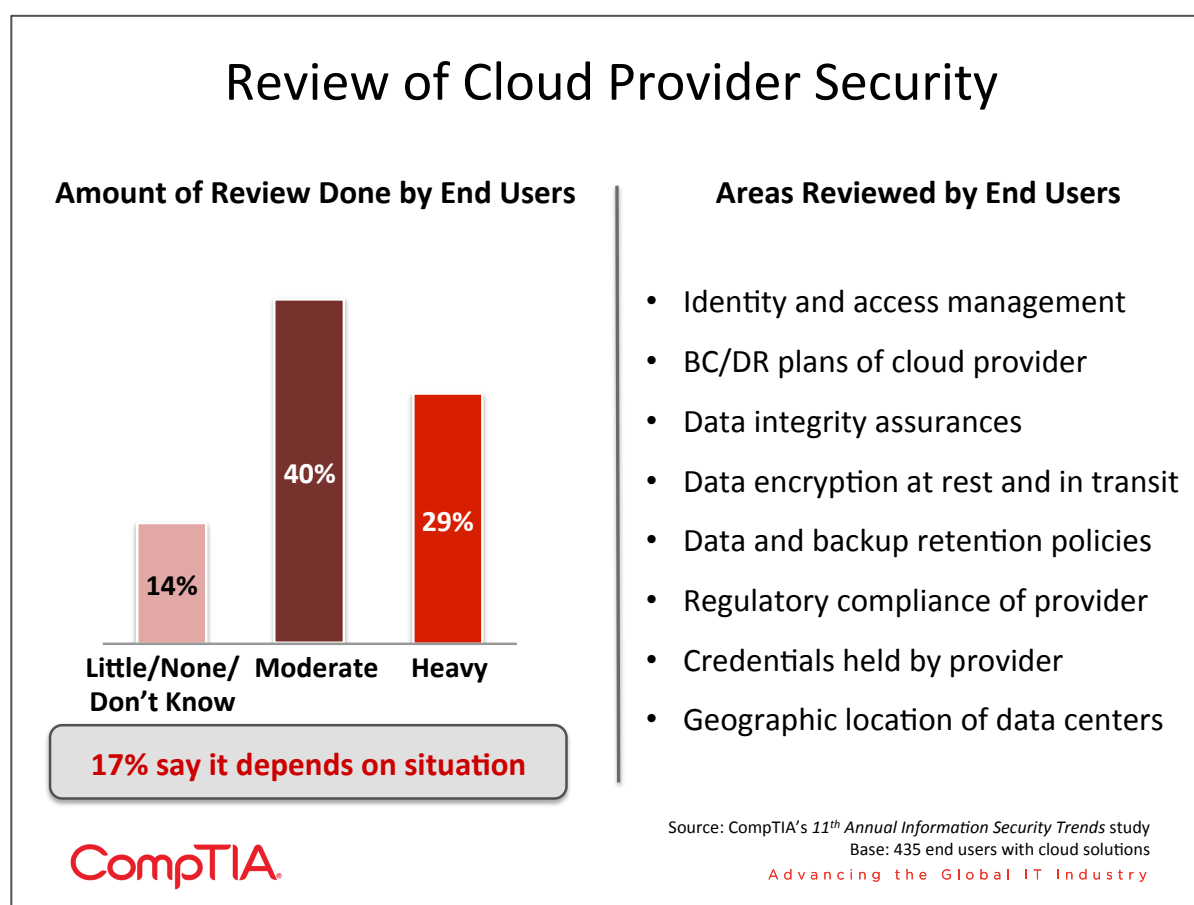 Review of Cloud Provider Security
Amount of Review Done by End Users
14%
40%
29%
Little/None/
Don't Know
Moderate
Heavy
17% say it depends on situation
Areas Reviewed by End Users
• Identity and access management
• BC/DR plans of cloud provider
• Data integrity assurances
• Data encryption at rest and in transit
• Data and backup retention policies
• Regulatory compliance of provider
• Credentials held by provider
• Geographic location of data centers
CompTIA.
Source: CompTIA's 11th Annual Information Security Trends study
Base: 435 end users with cloud solutions
Advancing the Global IT Industry